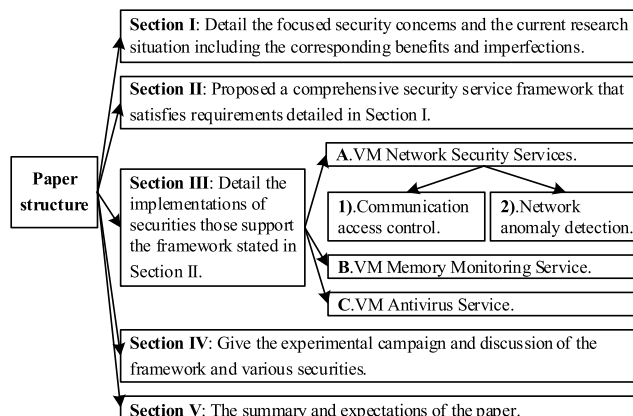 Section I: Detail the focused security concerns and the current research
situation including the corresponding benefits and imperfections.
Section II: Proposed a comprehensive security service framework that
satisfies requirements detailed in Section I.
Paper
structure
Section III: Detail the
implementations of
securities those support
the framework stated in
Section II.
A.VM Network Security Services.
1).Communication
access control.
2).Network
anomaly detection.
B.VM Memory Monitoring Service.
C.VM Antivirus Service.
Section IV: Give the experimental campaign and discussion of the
framework and various securities.
Section V: The summary and expectations of the paper.